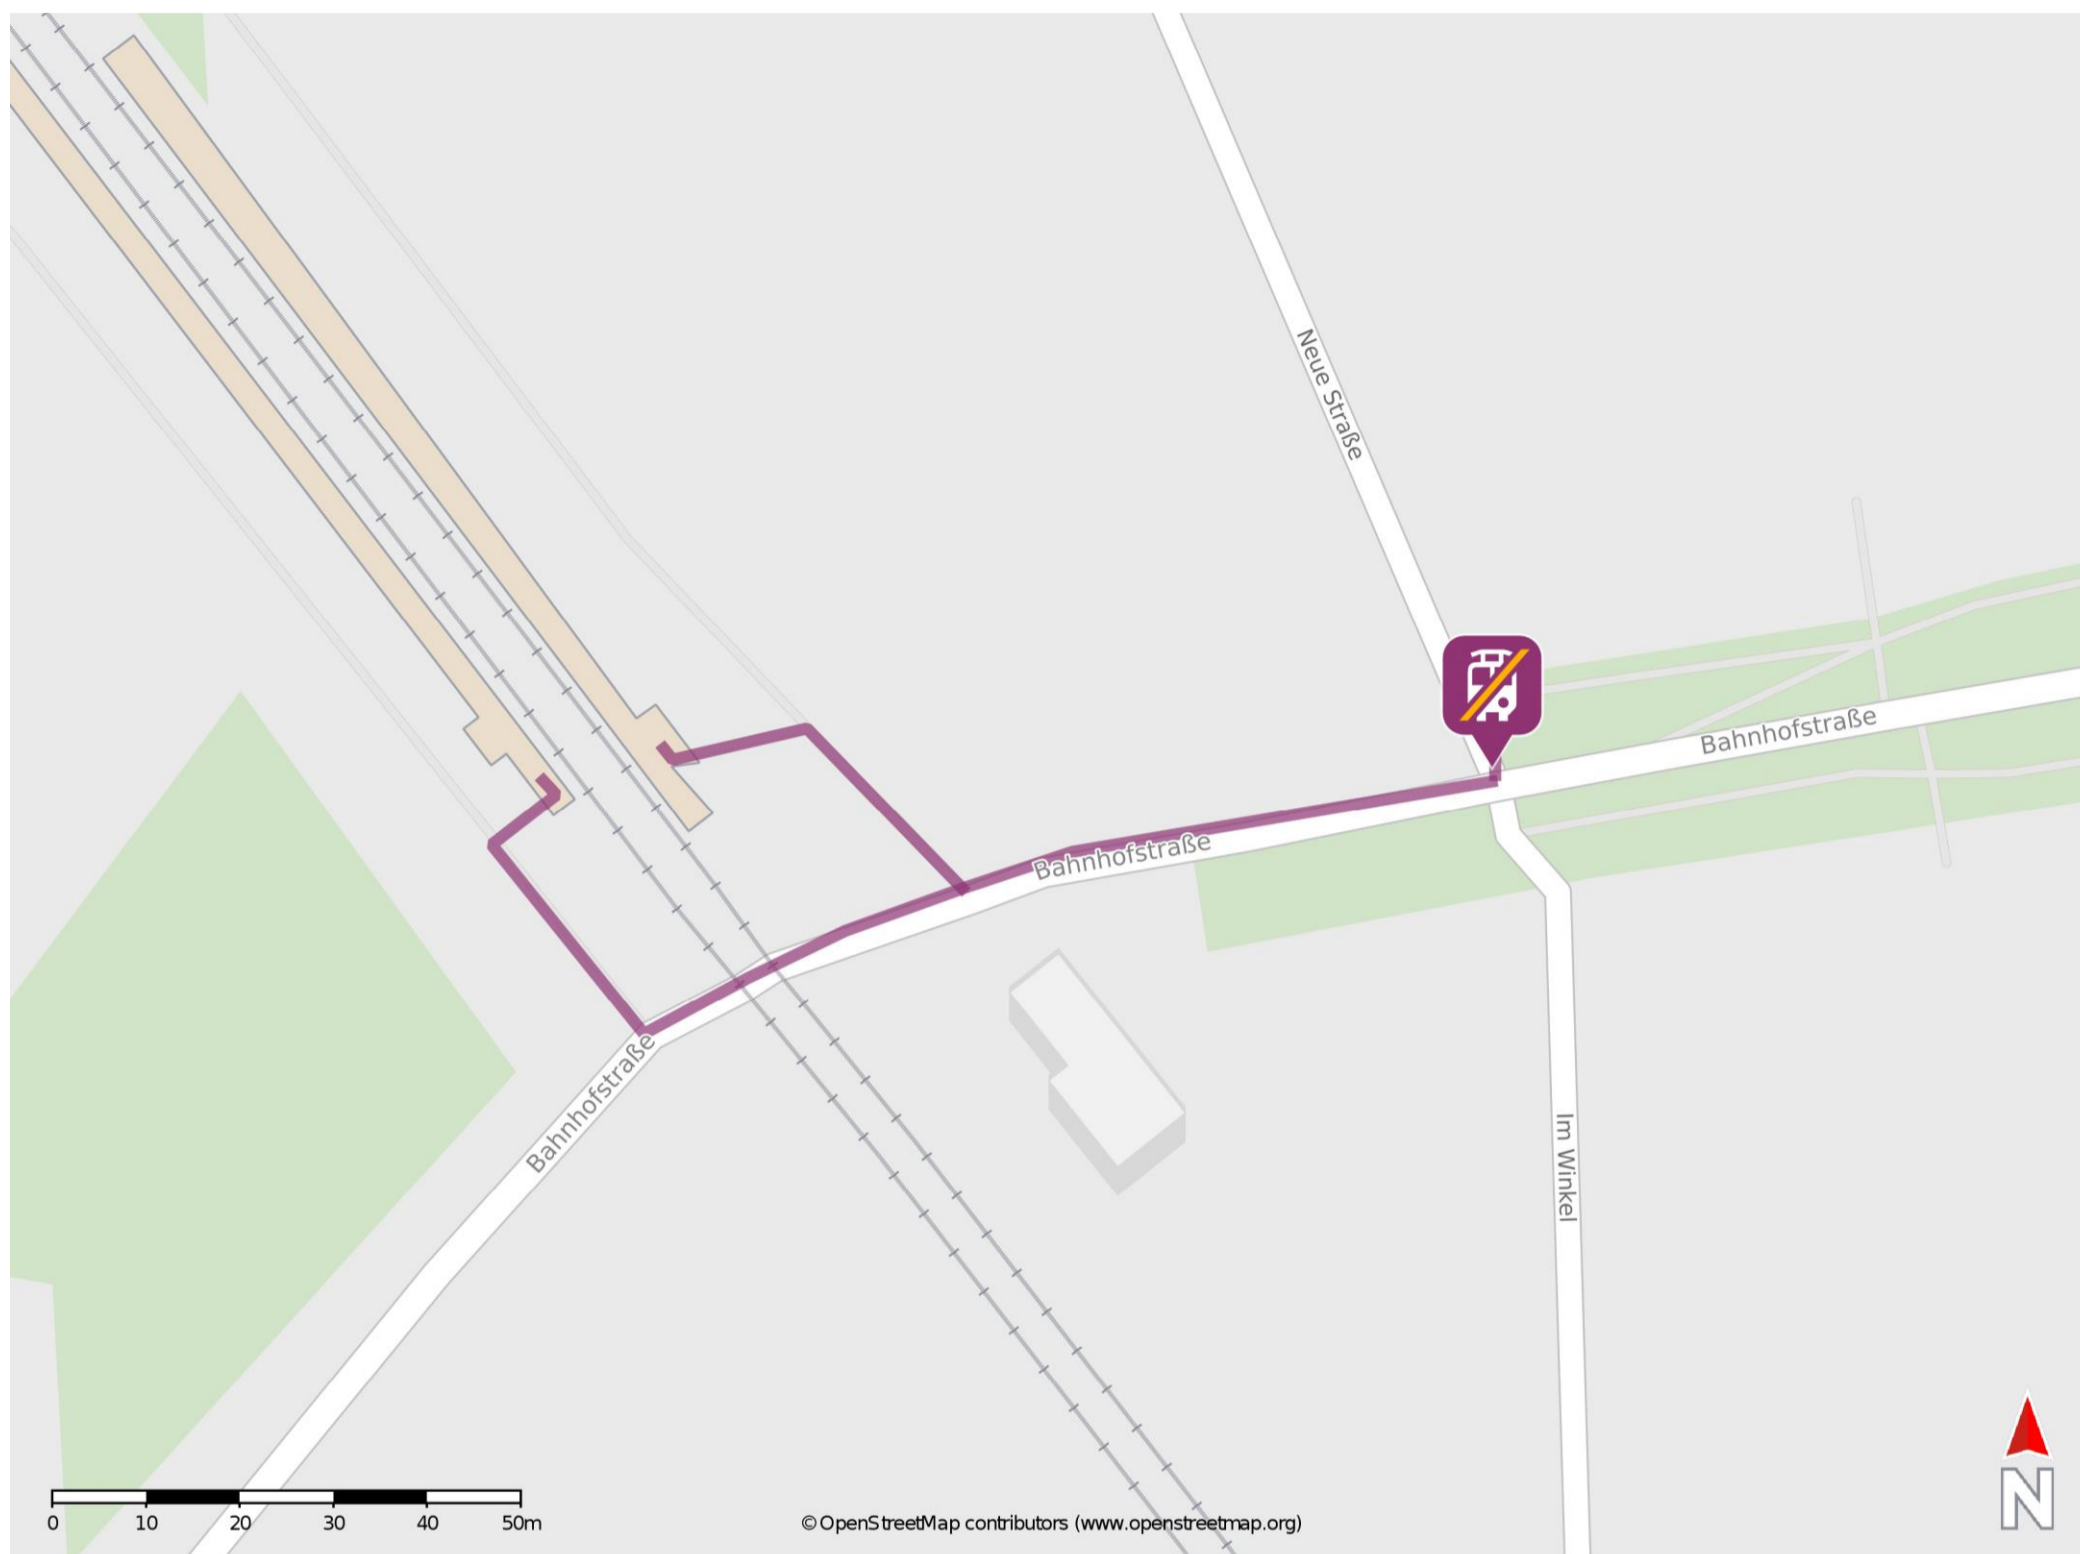 Neue Straße
Bahnhofstraße
Bahnhofstraße
Bahnhofstraße
Im Winkel
0 10 20 30 40 50m
© OpenStreetMap contributors (www.openstreetmap.org)
N